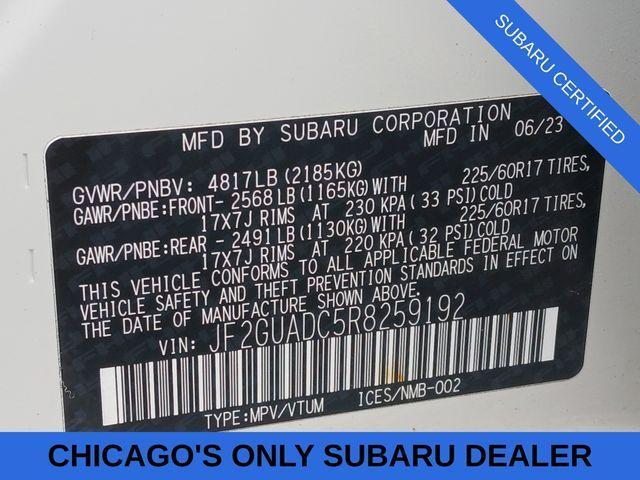 SUBARU CERTIFIED
MFD BY SUBARU CORPORATION
MFD IN 06/23
GVWR/PNBV: 4817LB (2185KG)
GAWR/PNBE:FRONT- 2568LB (1165KG) WITH 225/60R17 TIRES,
17X7J RIMS AT 230 KPA (33 PSI) COLD
GAWR/PNBE:REAR - 2491LB (1130KG) WITH 225/60R17 TIRES,
17X7J RIMS AT 220 KPA (32 PSI) COLD
THIS VEHICLE CONFORMS TO ALL APPLICABLE FEDERAL MOTOR
VEHICLE SAFETY AND THEFT PREVENTION STANDARDS IN EFFECT ON
THE DATE OF MANUFACTURE SHOWN ABOVE.
VIN: JF2GUADC5R8259192
TYPE:MPV/VTUM ICES/NMB-002
CHICAGO'S ONLY SUBARU DEALER